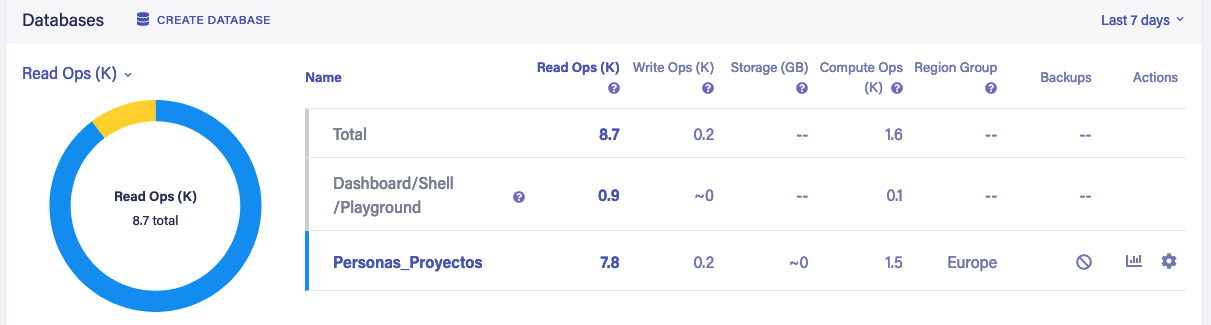 Databases CREATE DATABASE Last 7 days
Read Ops (K)
Read Ops (K)
8.7 total
Name Read Ops (K) ? Write Ops (K) ? Storage (GB) ? Compute Ops (K) ? Region Group ? Backups Actions
Total 8.7 0.2 -- 1.6 -- --
Dashboard/Shell
/Playground ? 0.9 ~0 -- 0.1 -- --
Personas_Proyectos 7.8 0.2 ~0 1.5 Europe